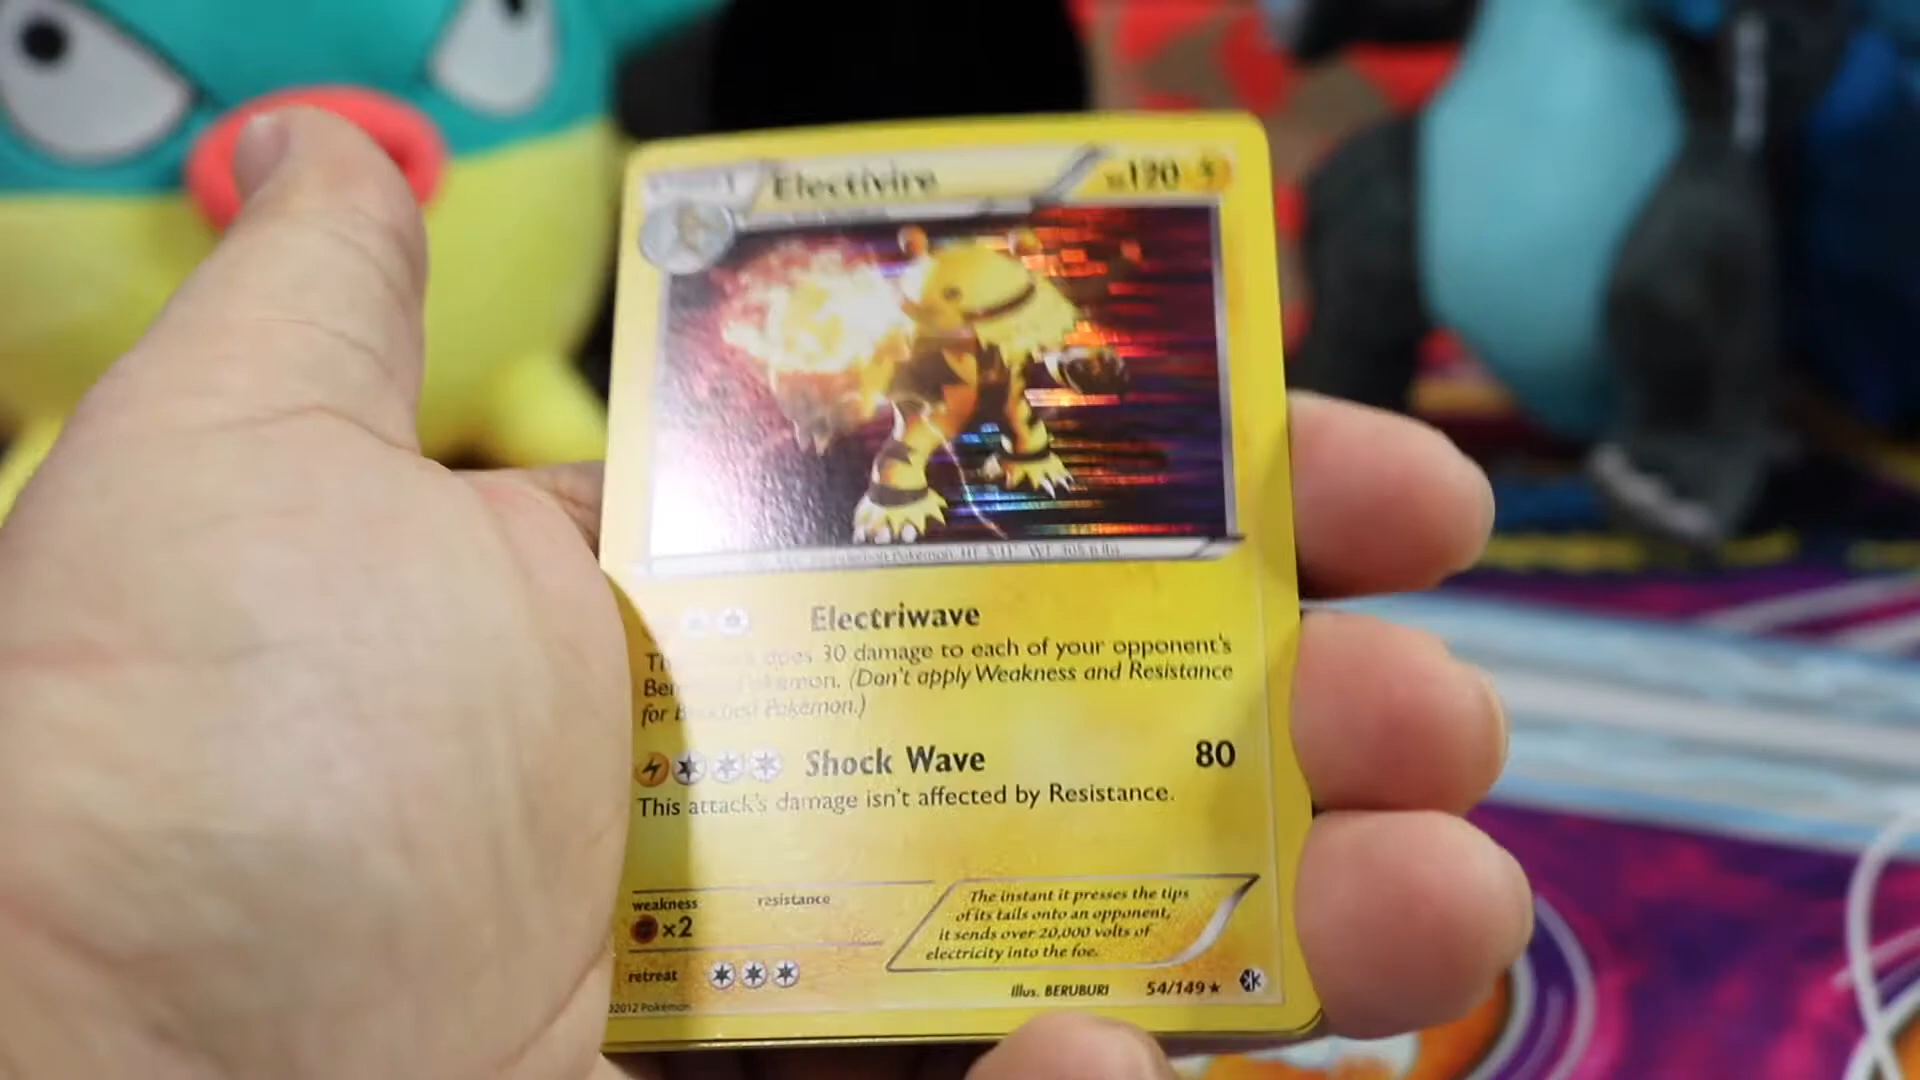 Electivire 120
Electriwave
does 30 damage to each of your opponent's
Pokémon. (Don't apply Weakness and Resistance
for Benched Pokémon.)
Shock Wave 80
This attack's damage isn't affected by Resistance.
weakness resistance
×2
The instant it presses the tips
of its tails onto an opponent,
it sends over 20,000 volts of
electricity into the foe.
retreat
Illus. BERUBURI 54/149
©2012 Pokémon